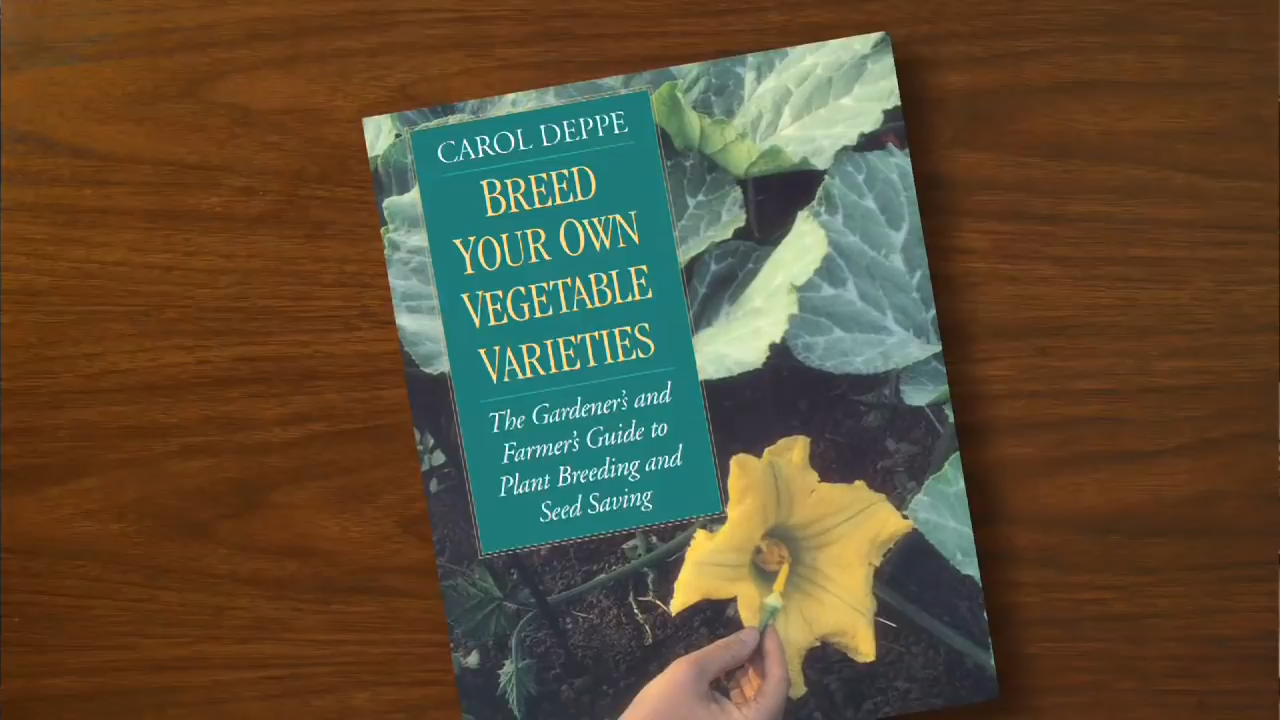 CAROL DEPPE
BREED
YOUR OWN
VEGETABLE
VARIETIES
The Gardener's and
Farmer's Guide to
Plant Breeding and
Seed Saving